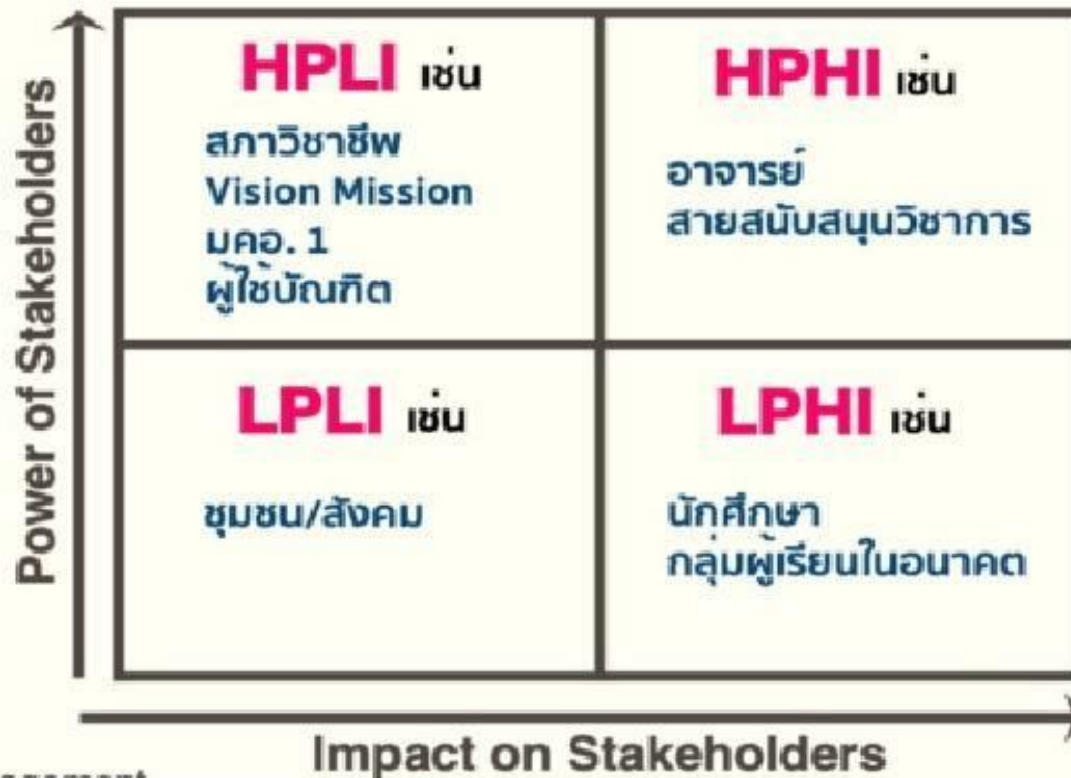 Power of Stakeholders
HPLI เช่น
สภาวิชาชีพ
Vision Mission
มคอ. 1
ผู้ใช้บัณฑิต
HPHI เช่น
อาจารย์
สายสนับสนุนวิชาการ
LPLI เช่น
ชุมชน/สังคม
LPHI เช่น
นักศึกษา
กลุ่มผู้เรียนในอนาคต
Impact on Stakeholders